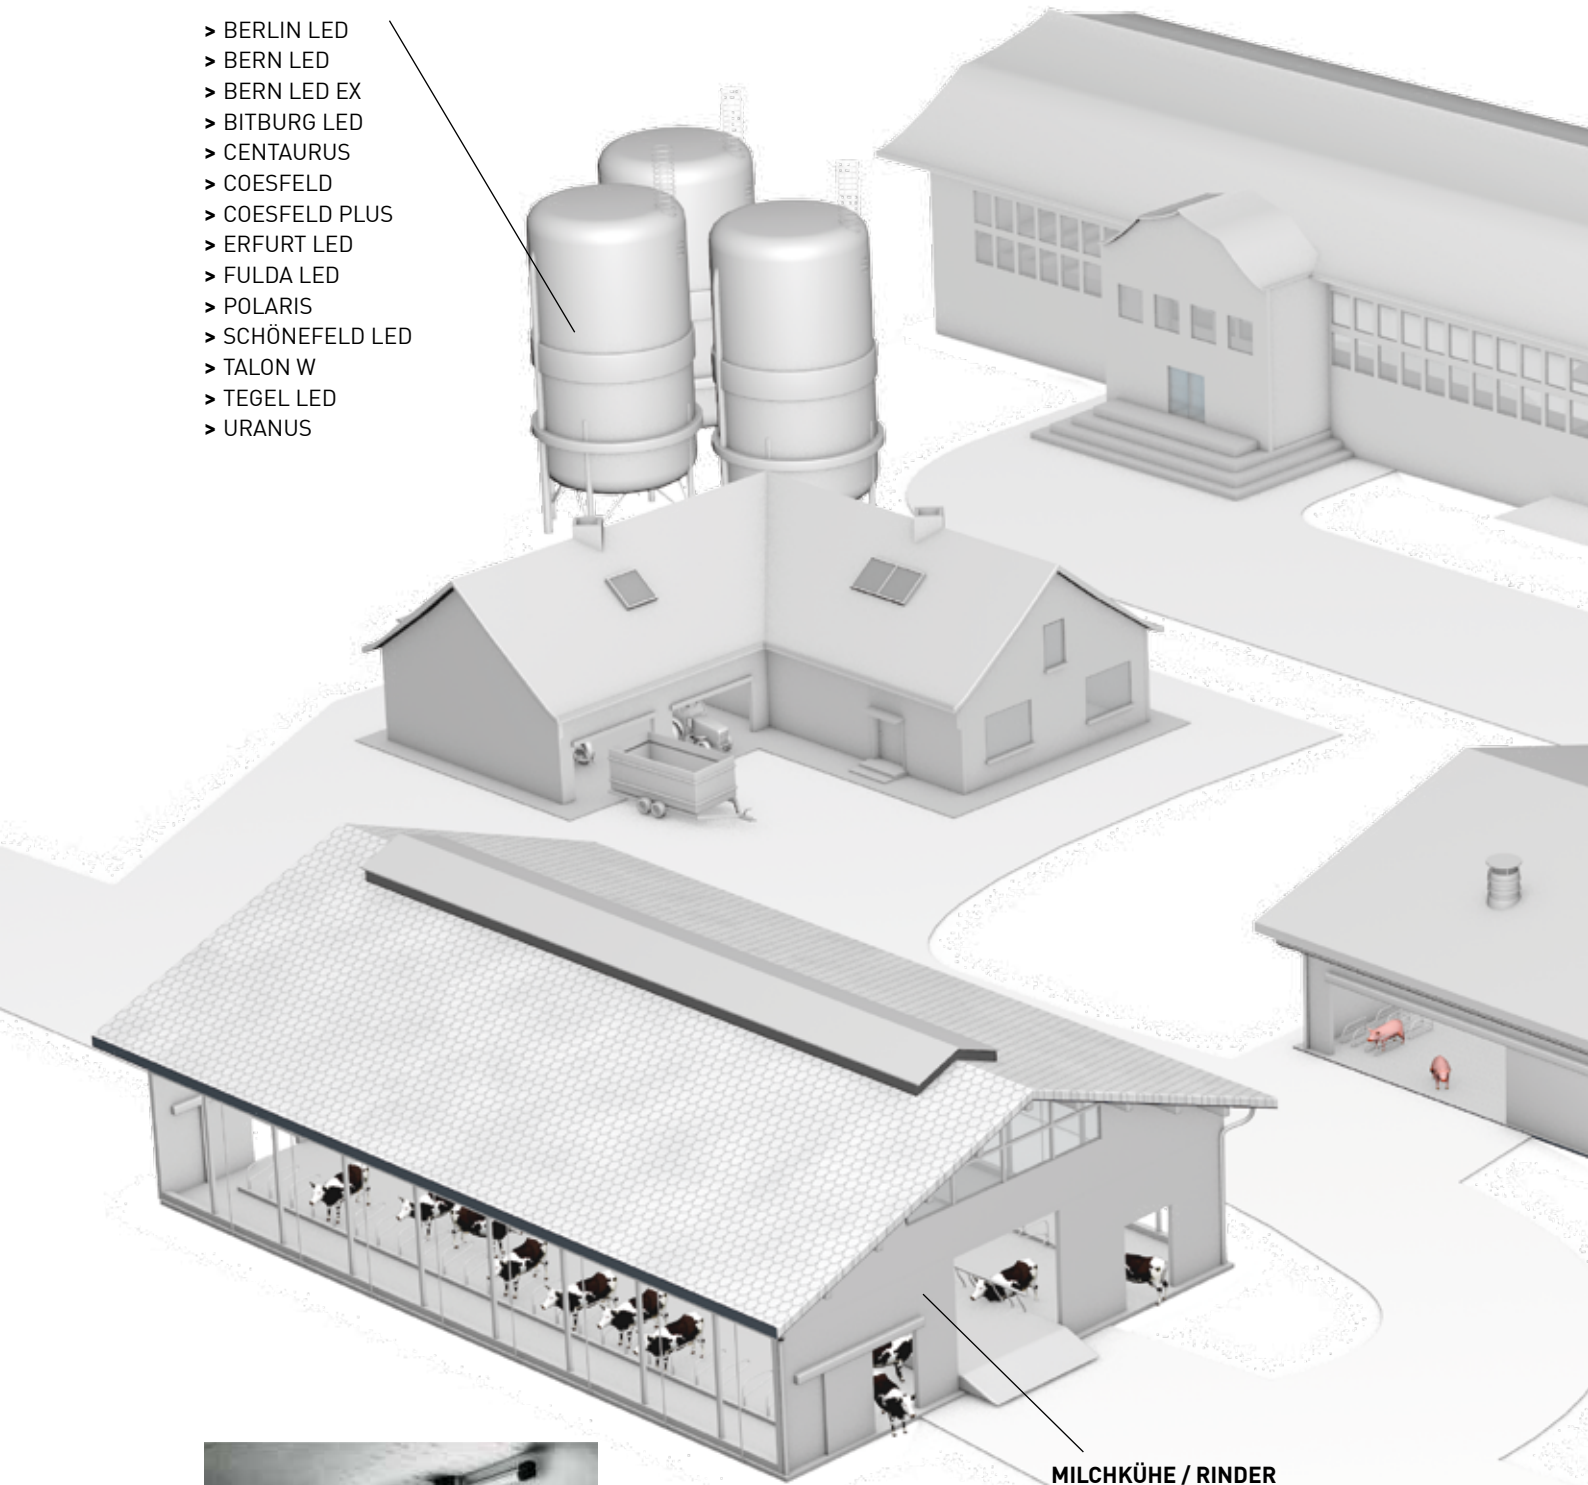 > BERLIN LED
> BERN LED
> BERN LED EX
> BITBURG LED
> CENTAURUS
> COESFELD
> COESFELD PLUS
> ERFURT LED
> FULDA LED
> POLARIS
> SCHÖNEFELD LED
> TALON W
> TEGEL LED
> URANUS
MILCHKÜHE / RINDER